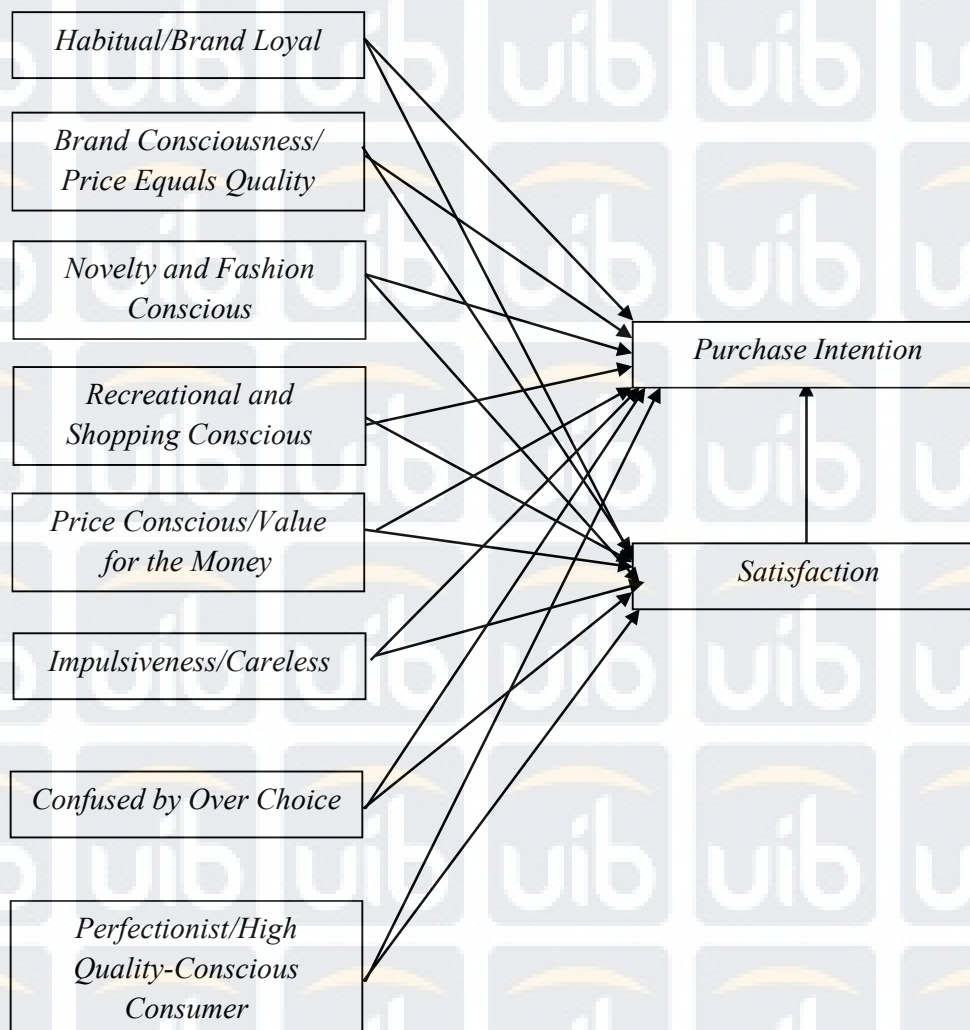 Habitual/Brand Loyal
Brand Consciousness/
Price Equals Quality
Novelty and Fashion
Conscious
Recreational and
Shopping Conscious
Price Conscious/Value
for the Money
Impulsiveness/Careless
Confused by Over Choice
Perfectionist/High
Quality-Conscious
Consumer
Purchase Intention
Satisfaction
uib